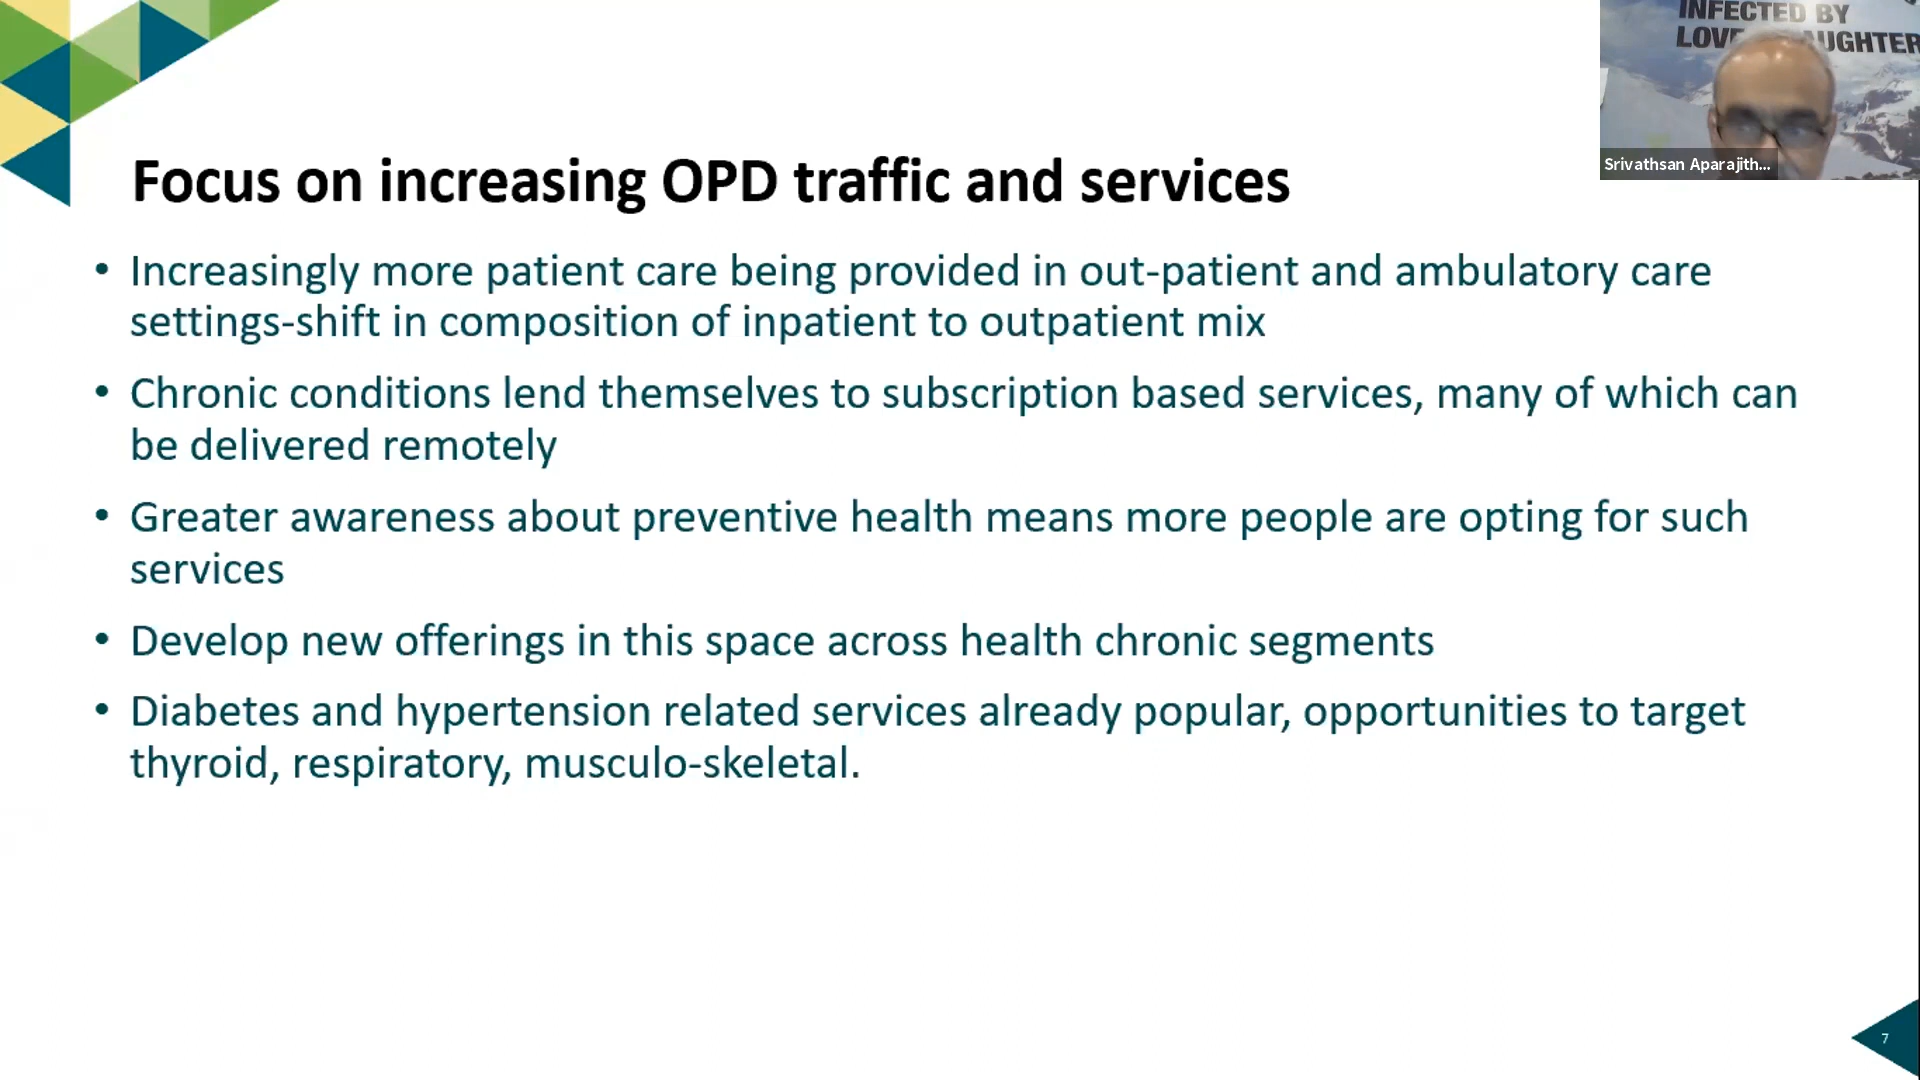 INFECTED BY
LOVE AUGHTER
Srivathsan Aparajith...
Focus on increasing OPD traffic and services
• Increasingly more patient care being provided in out-patient and ambulatory care
settings-shift in composition of inpatient to outpatient mix
• Chronic conditions lend themselves to subscription based services, many of which can
be delivered remotely
• Greater awareness about preventive health means more people are opting for such
services
• Develop new offerings in this space across health chronic segments
• Diabetes and hypertension related services already popular, opportunities to target
thyroid, respiratory, musculo-skeletal.
7